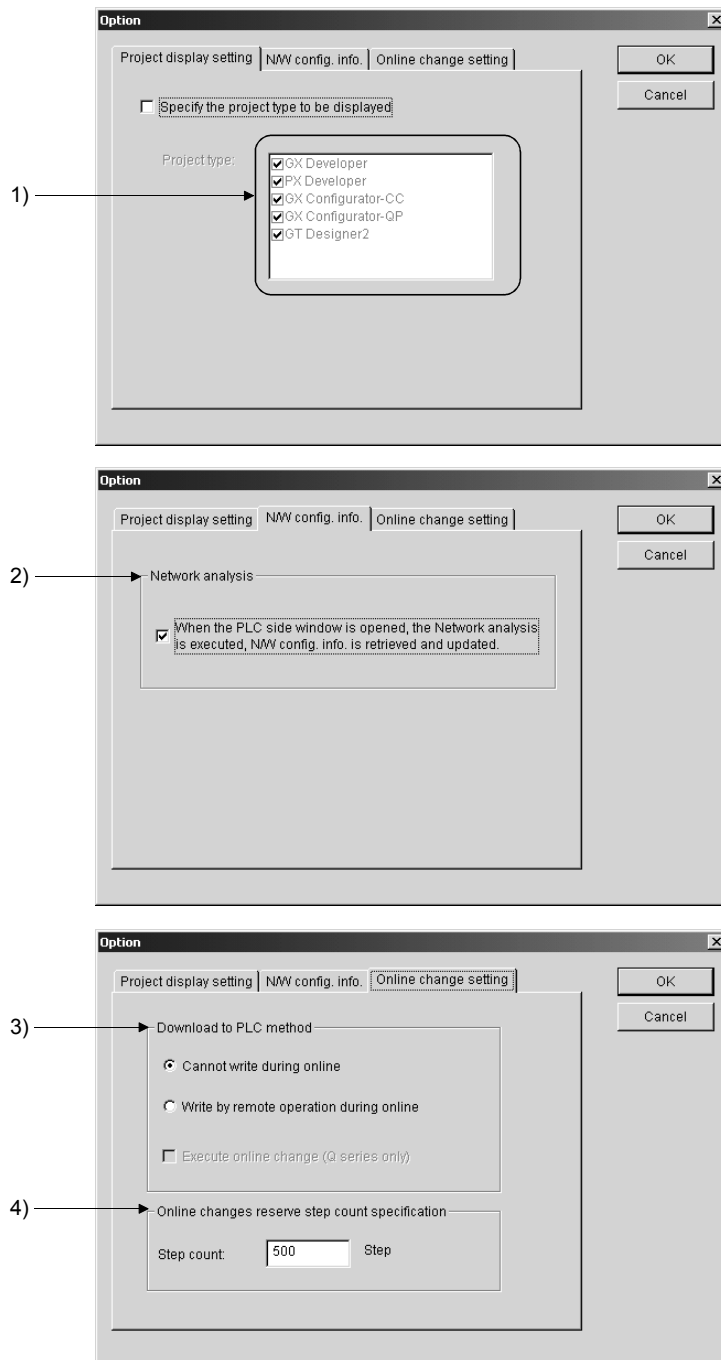 Option
Project display setting N/W config. info. Online change setting
OK
Cancel
Specify the project type to be displayed
Project type:
1)
GX Developer
PX Developer
GX Configurator-CC
GX Configurator-QP
GT Designer2
Option
Project display setting N/W config. info. Online change setting
OK
Cancel
2)
Network analysis
When the PLC side window is opened, the Network analysis
is executed, N/W config. info. is retrieved and updated.
Option
Project display setting N/W config. info. Online change setting
OK
Cancel
3)
Download to PLC method
Cannot write during online
Write by remote operation during online
Execute online change (Q series only)
4)
Online changes reserve step count specification
Step count: 500 Step